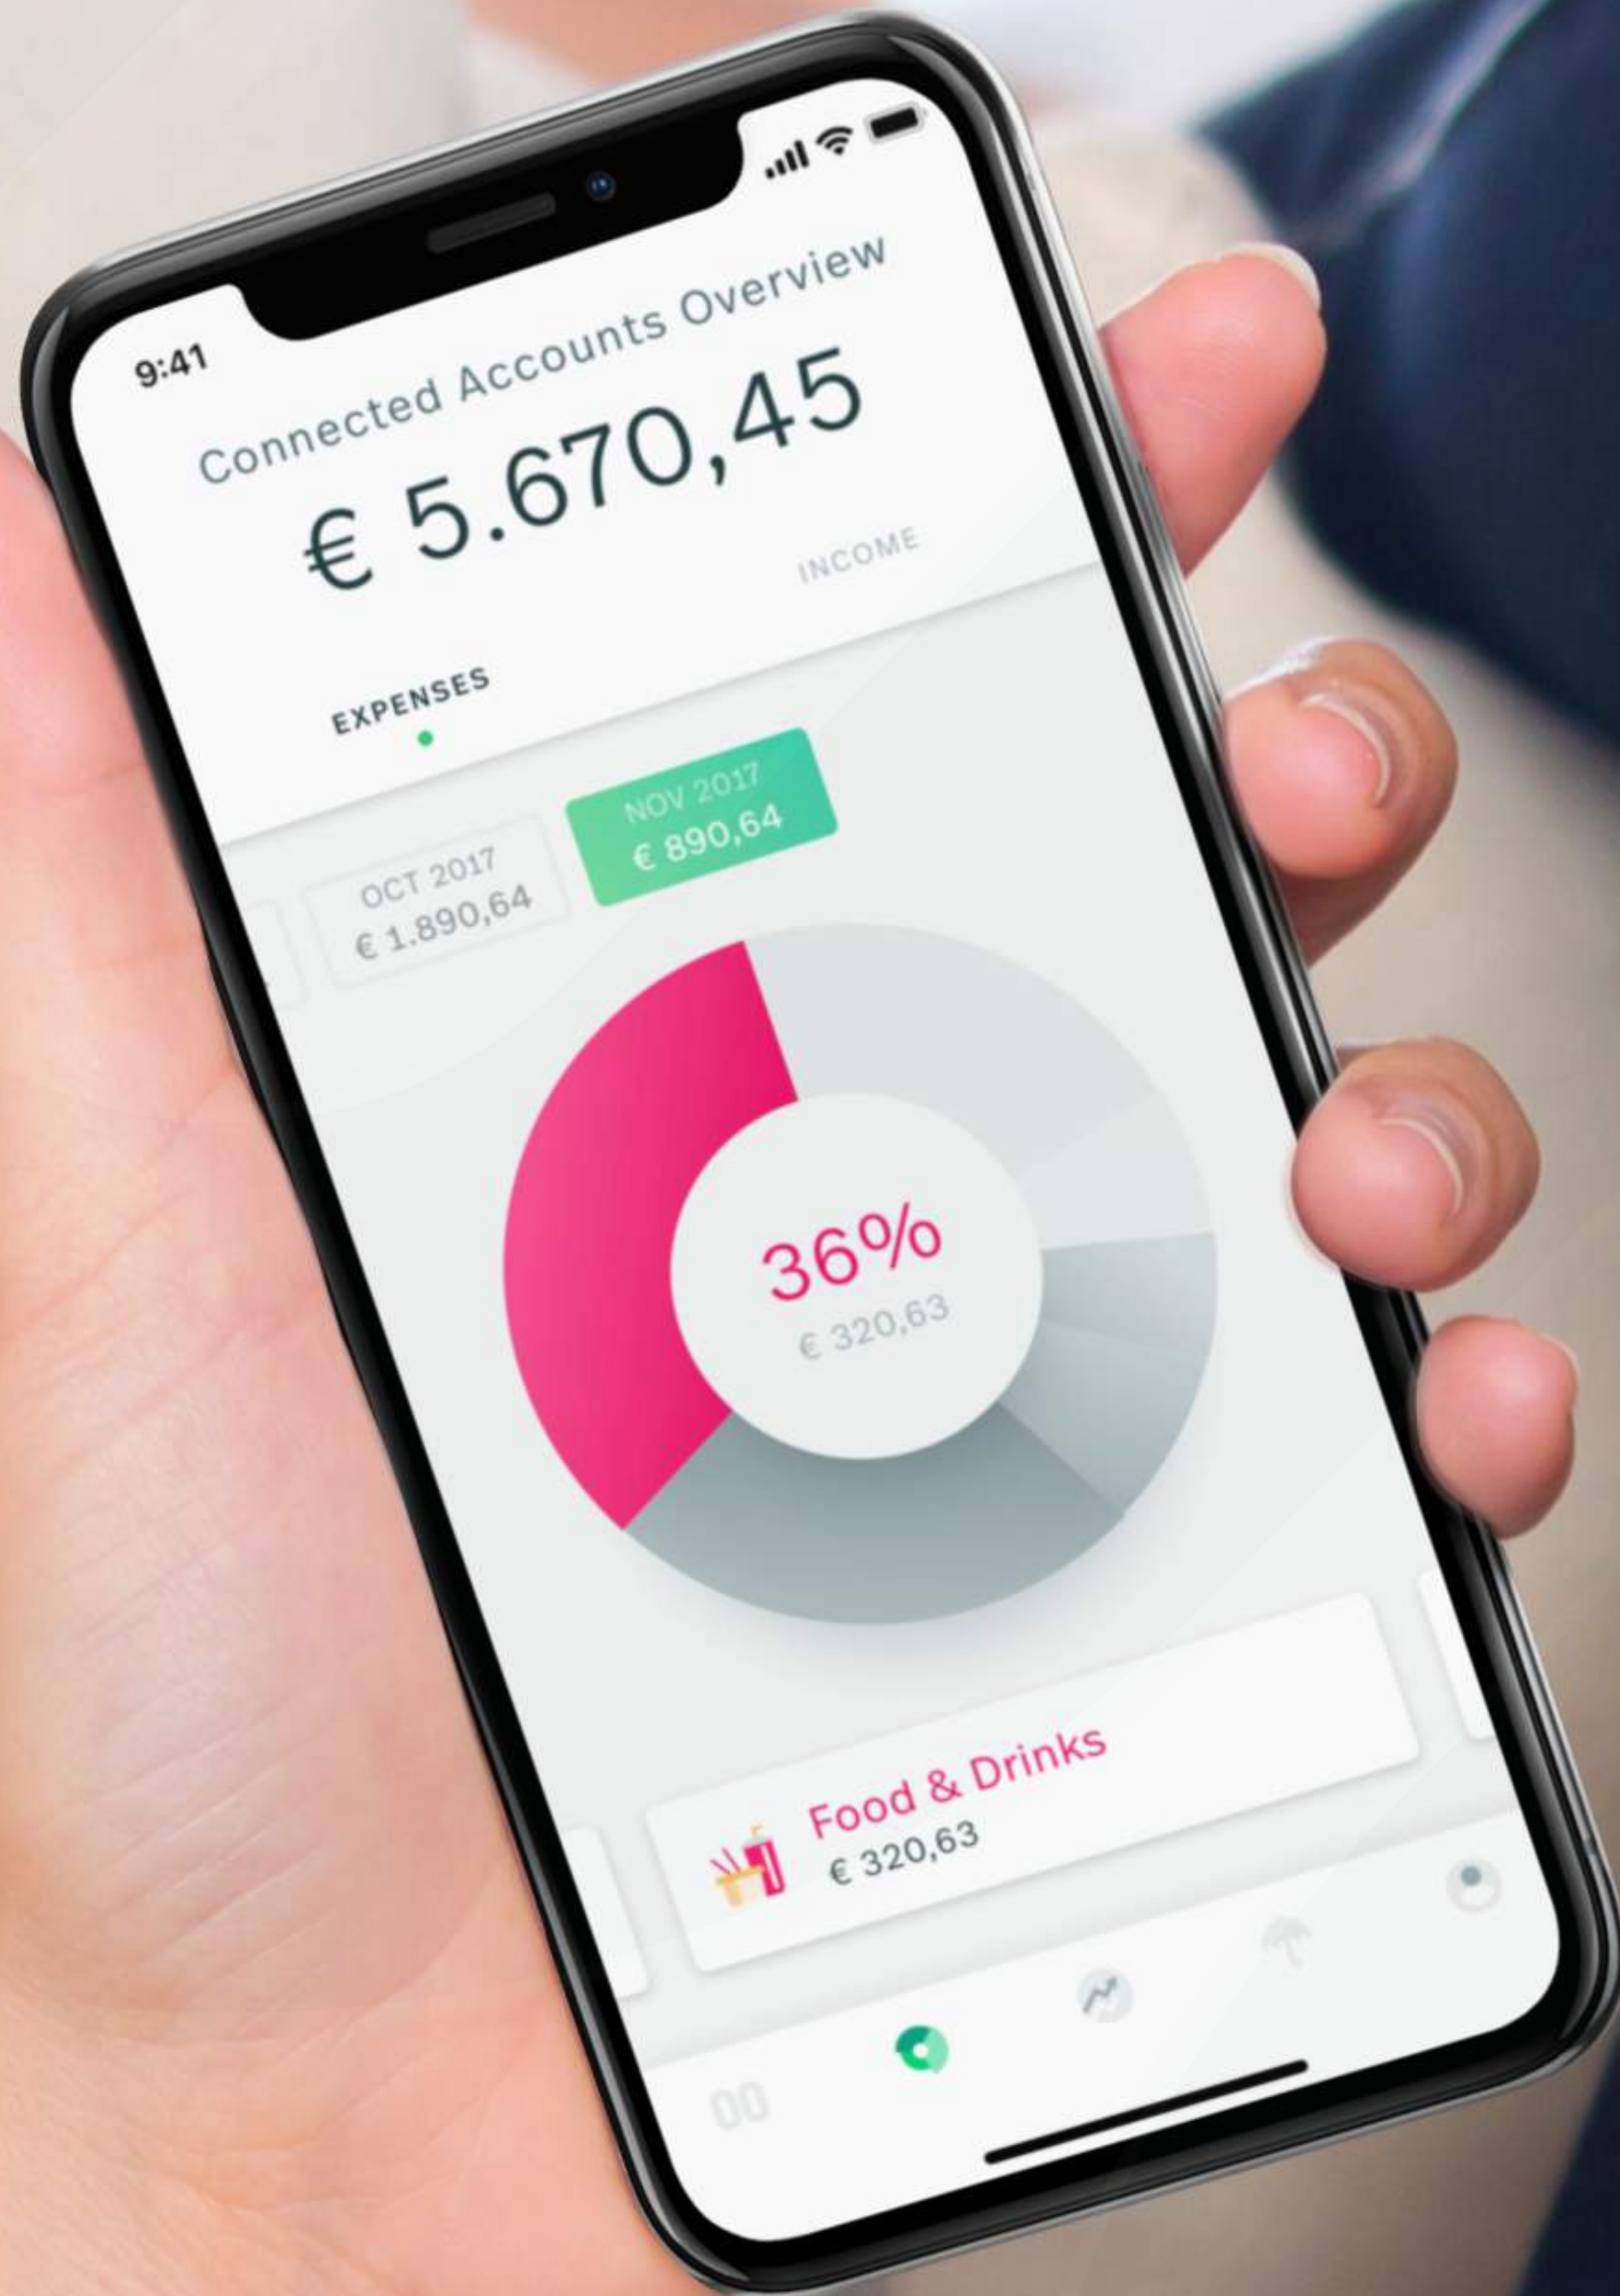 9:41
Connected Accounts Overview
€ 5.670,45
EXPENSES
INCOME
OCT 2017
€ 1.890,64
NOV 2017
€ 890,64
36%
€ 320,63
Food & Drinks
€ 320,63